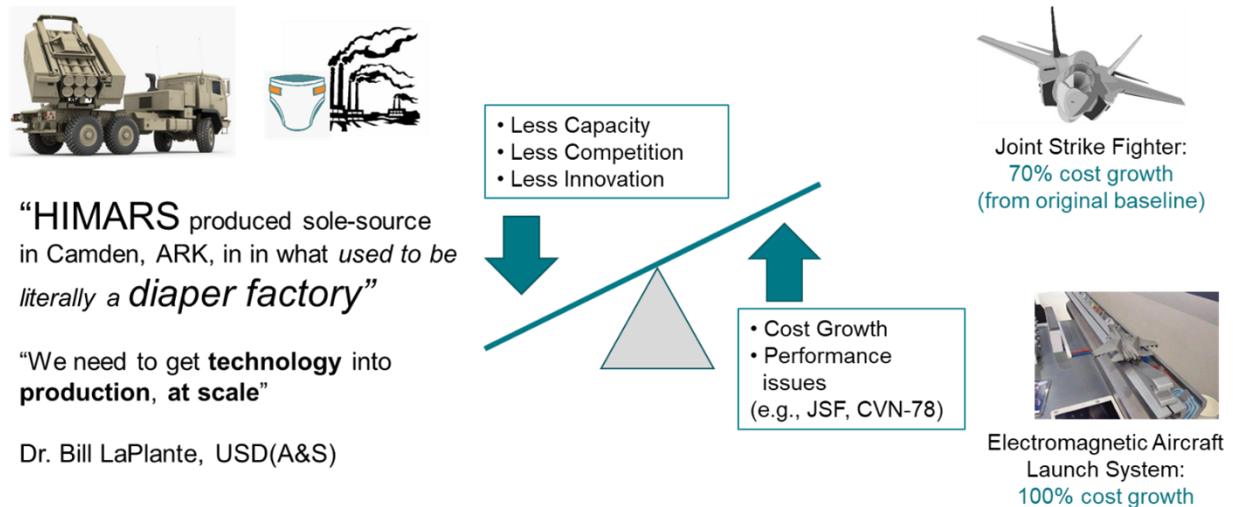 “HIMARS produced sole-source
in Camden, ARK, in in what used to be
literally a diaper factory”
“We need to get technology into
production, at scale”
Dr. Bill LaPlante, USD(A&S)
• Less Capacity
• Less Competition
• Less Innovation
• Cost Growth
• Performance
issues
(e.g., JSF, CVN-78)
Joint Strike Fighter:
70% cost growth
(from original baseline)
Electromagnetic Aircraft
Launch System:
100% cost growth